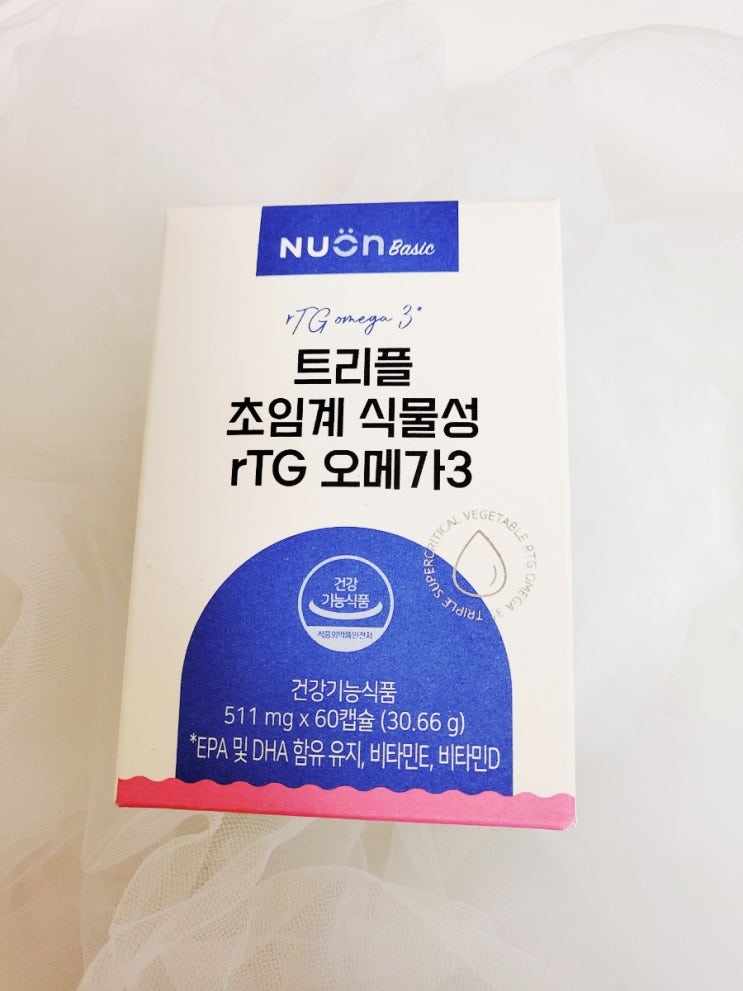 NUÖN Basic
rTG omega 3*
트리플
초임계 식물성
rTG 오메가3
TRIPLE SUPERCRITICAL VEGETABLE RTG OMEGA 3
건강
기능식품
식품의약품안전처
건강기능식품
511 mg x 60캡슐 (30.66 g)
*EPA 및 DHA 함유 유지, 비타민E, 비타민D